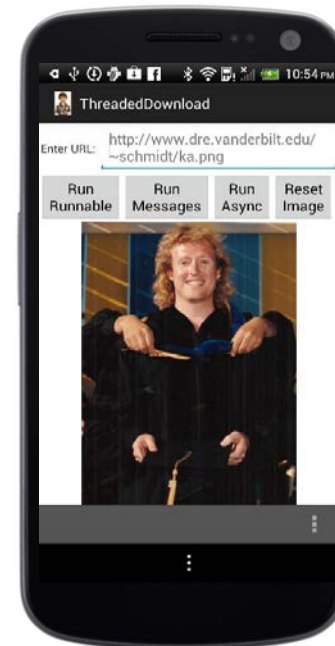 10:54 PM
ThreadedDownload
Enter URL:
http://www.dre.vanderbilt.edu/
~schmidt/ka.png
Run
Runnable
Run
Messages
Run
Async
Reset
Image